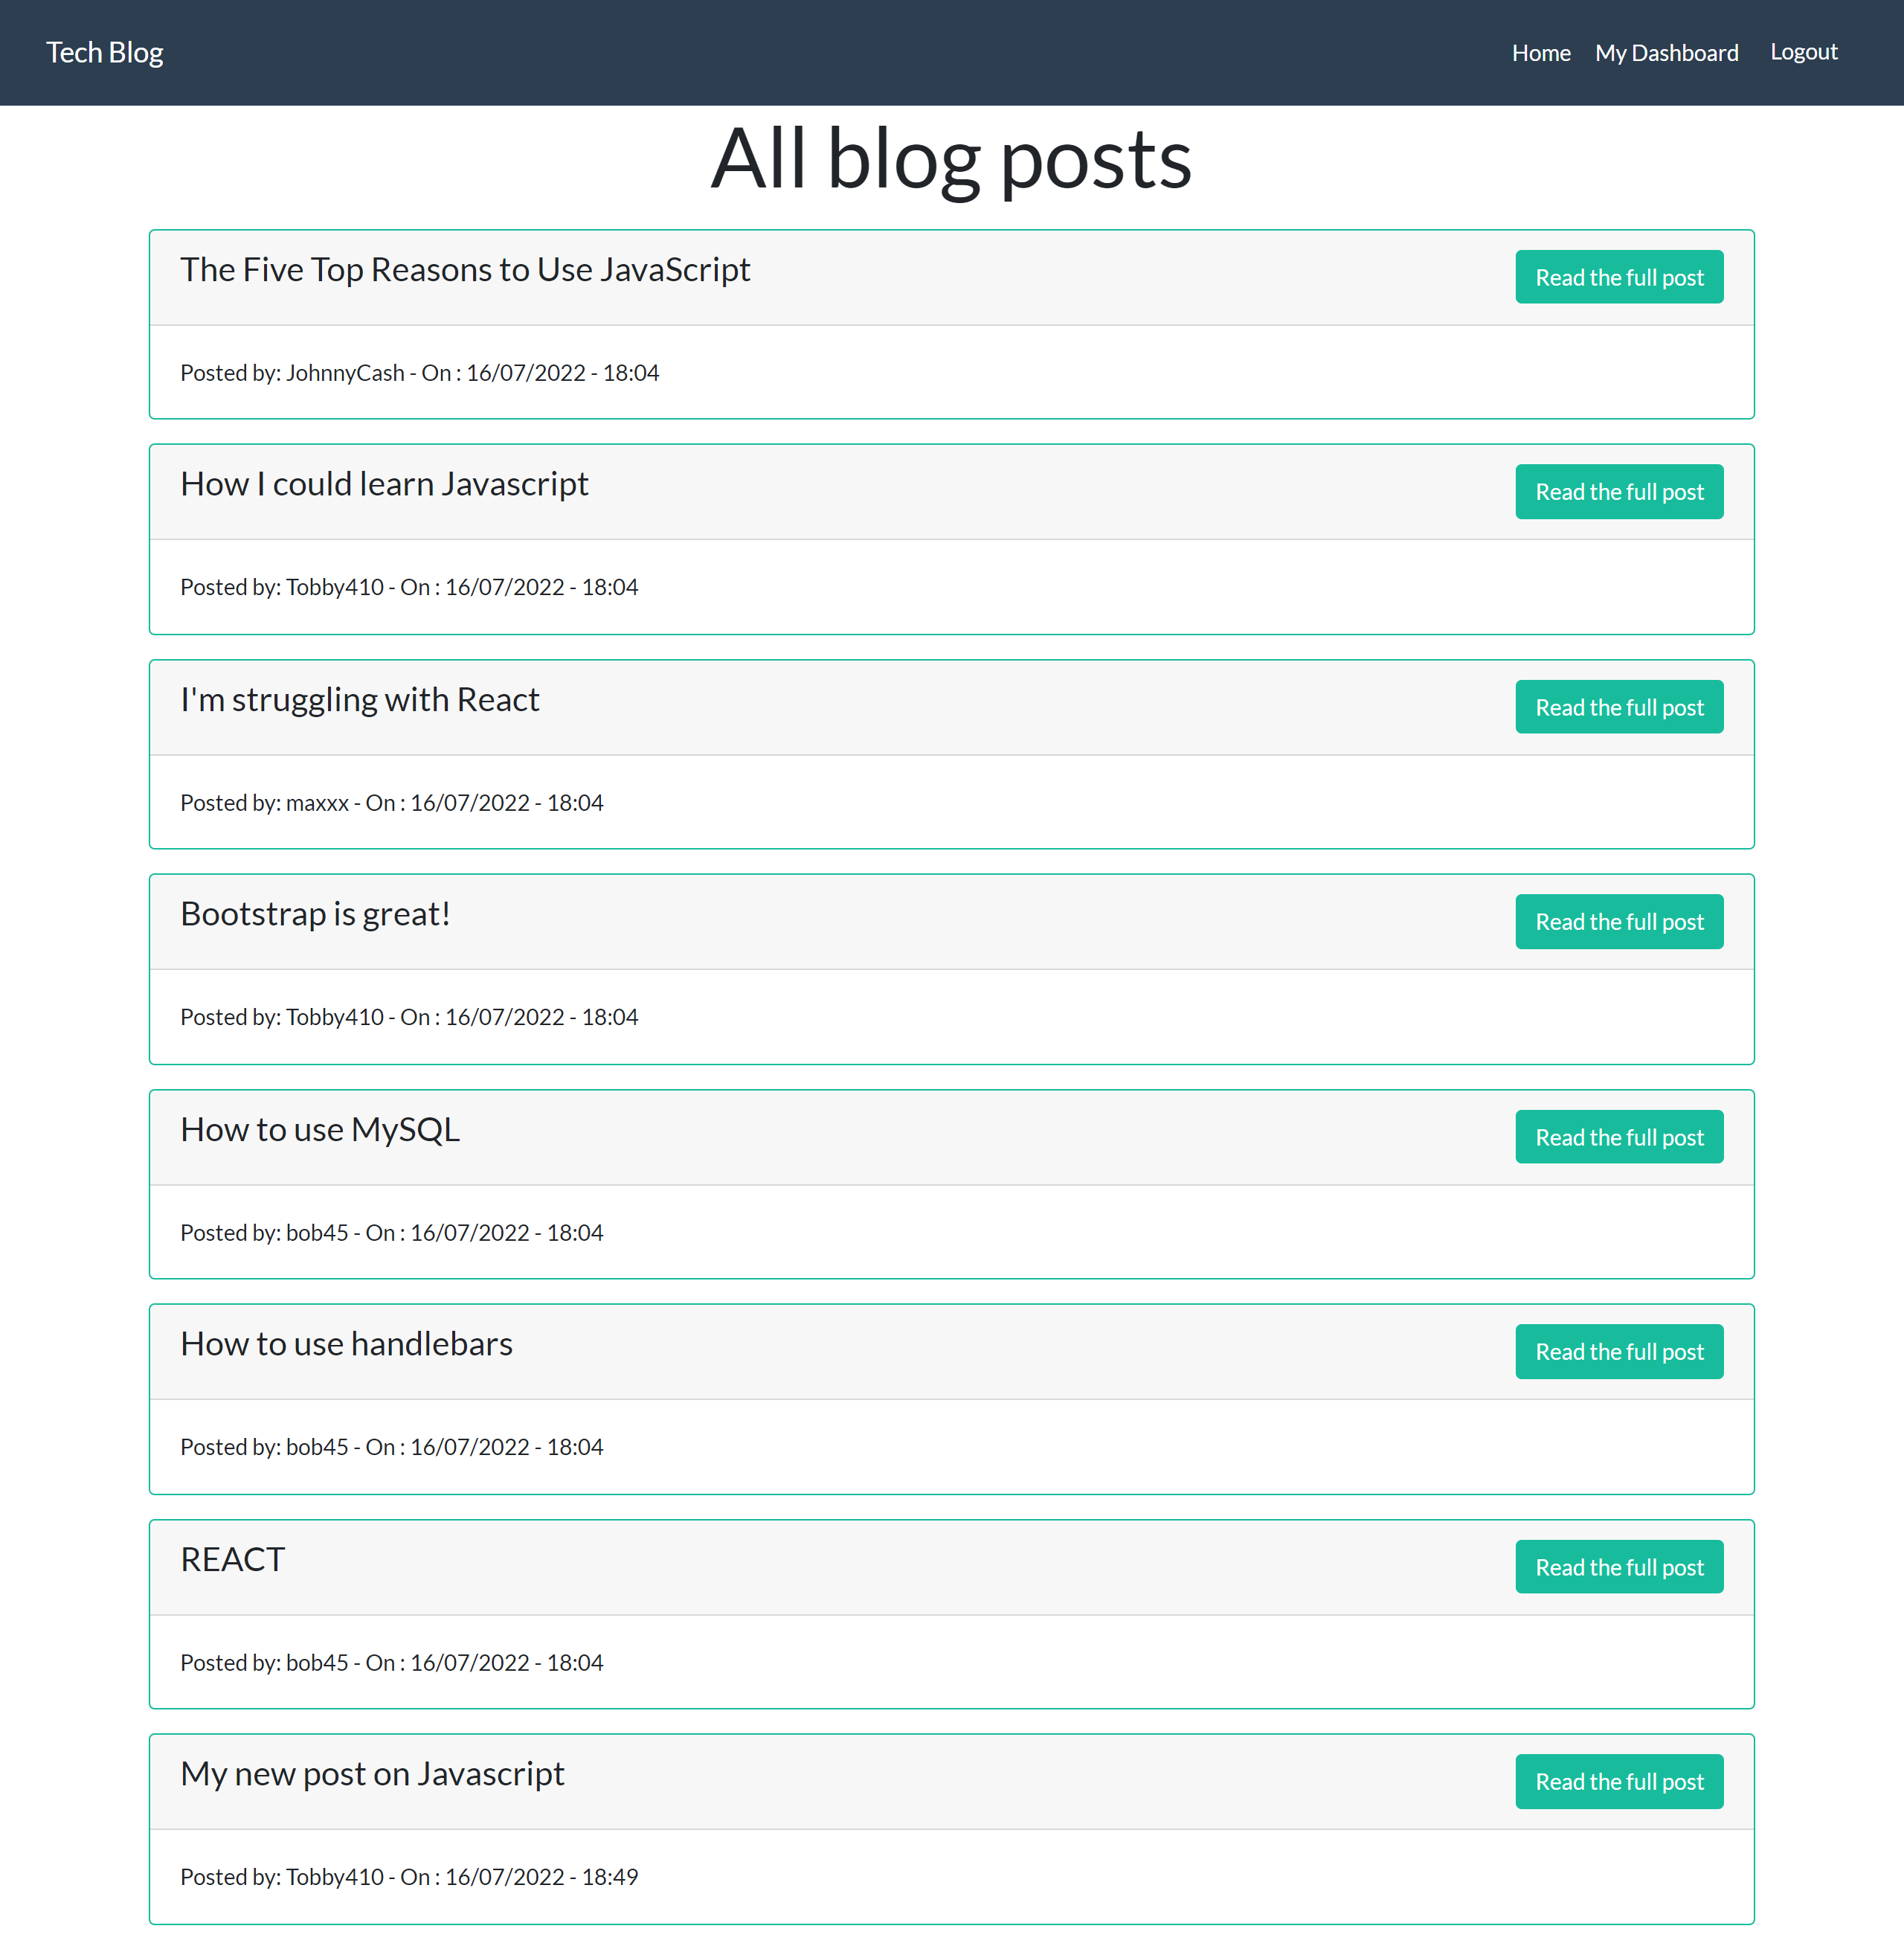 Tech Blog
Home My Dashboard Logout
All blog posts
The Five Top Reasons to Use JavaScript
Read the full post
Posted by: JohnnyCash - On : 16/07/2022 - 18:04
How I could learn Javascript
Read the full post
Posted by: Tobby410 - On : 16/07/2022 - 18:04
I'm struggling with React
Read the full post
Posted by: maxxx - On : 16/07/2022 - 18:04
Bootstrap is great!
Read the full post
Posted by: Tobby410 - On : 16/07/2022 - 18:04
How to use MySQL
Read the full post
Posted by: bob45 - On : 16/07/2022 - 18:04
How to use handlebars
Read the full post
Posted by: bob45 - On : 16/07/2022 - 18:04
REACT
Read the full post
Posted by: bob45 - On : 16/07/2022 - 18:04
My new post on Javascript
Read the full post
Posted by: Tobby410 - On : 16/07/2022 - 18:49